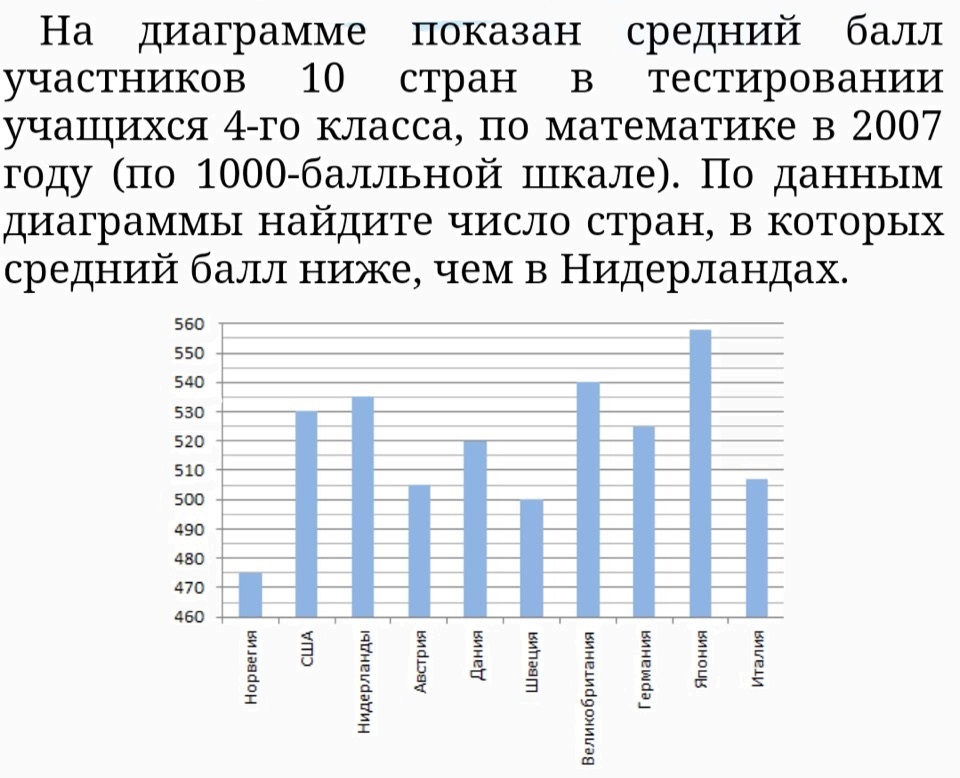 На диаграмме показан средний балл
участников 10 стран в тестировании
учащихся 4-го класса, по математике в 2007
году (по 1000-балльной шкале). По данным
диаграммы найдите число стран, в которых
средний балл ниже, чем в Нидерландах.
560
550
540
530
520
510
500
490
480
470
460
Норвегия
США
Нидерланды
Австрия
Дания
Швеция
Великобритания
Германия
Япония
Италия